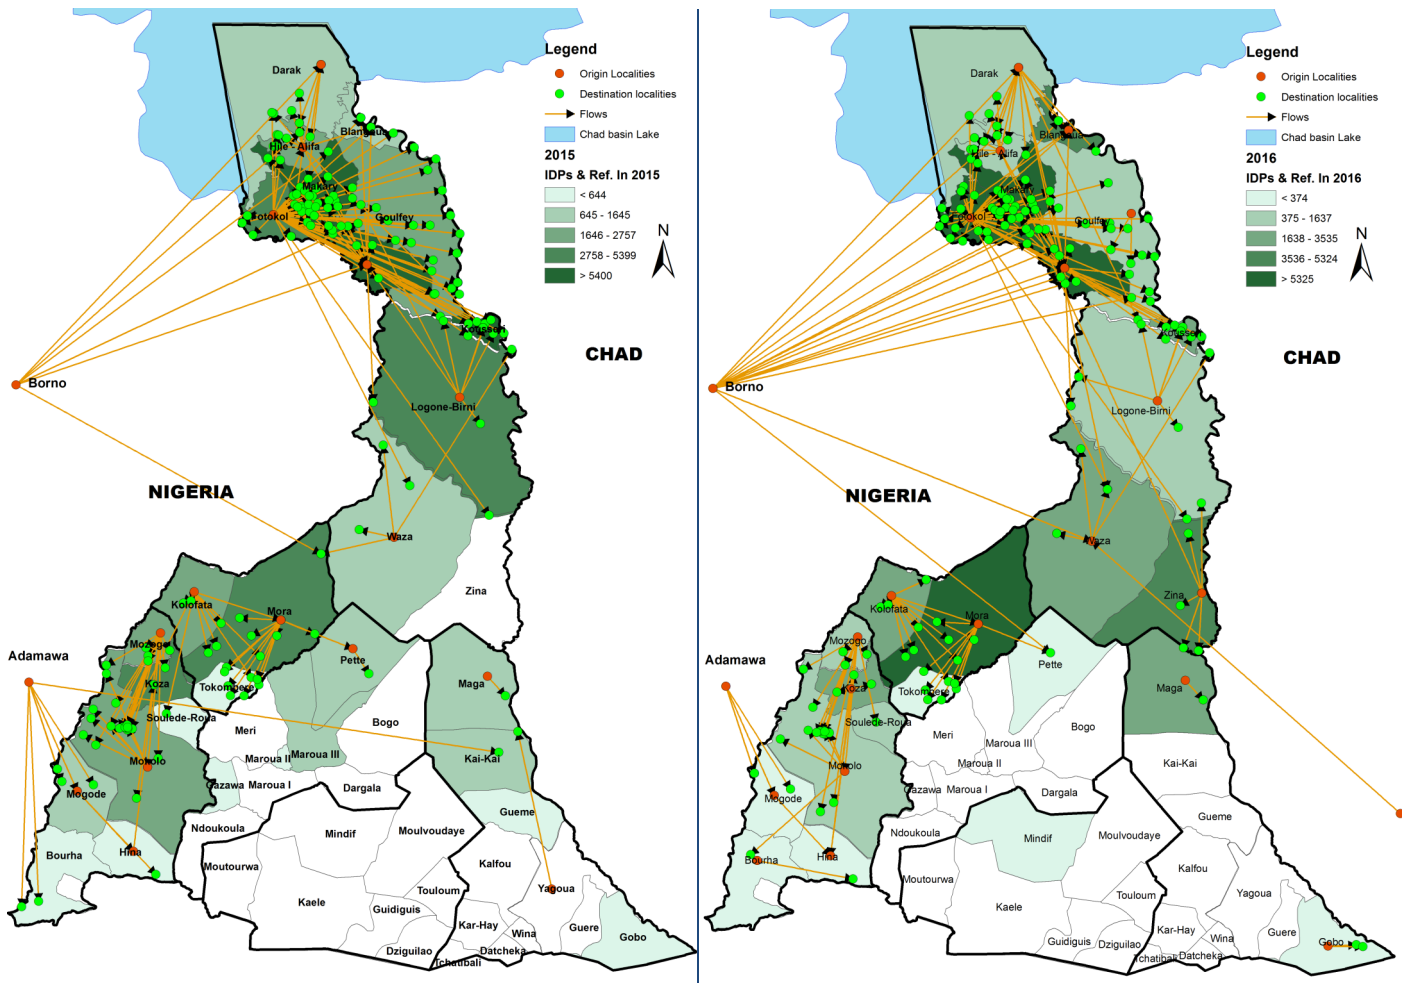 Legend
Origin Localities
Destination localities
Flows
Chad basin Lake
2015
IDPs & Ref. In 2015
< 644
645 - 1645
1646 - 2757
2758 - 5399
> 5400
N
Darak
Blangoua
Hile - Alifa
Makary
Fotokol
Goulfey
Kousseri
CHAD
Borno
Logone-Birni
NIGERIA
Waza
Zina
Kolofata
Mora
Mozogo
Adamawa
Pette
Koza
Tokombere
Maga
Soulede-Roua
Bogo
Meri
Maroua II
Maroua III
Kai-Kai
Mokolo
Gazawa
Maroua I
Dargala
Mogode
Gueme
Ndoukoula
Mindif
Moulvoudaye
Bourha
Hina
Moutourwa
Kalfou
Yagoua
Touloum
Kaele
Guidiguis
Kar-Hay
Wina
Guere
Gobo
Dziguilao
Datcheka
Tchatibali
Legend
Origin Localities
Destination localities
Flows
Chad basin Lake
2016
IDPs & Ref. In 2016
< 374
375 - 1637
1638 - 3535
3536 - 5324
> 5325
N
Darak
Blangoua
Hile - Alifa
Makary
Fotokol
Goulfey
Kousseri
CHAD
Borno
Logone-Birni
NIGERIA
Waza
Zina
Kolofata
Mora
Mozogo
Adamawa
Pette
Koza
Tokombere
Maga
Soulede-Roua
Bogo
Meri
Maroua III
Maroua II
Kai-Kai
Mokolo
Gazawa
Maroua I
Dargala
Mogode
Gueme
Ndoukoula
Mindif
Moulvoudaye
Bourha
Hina
Moutourwa
Kalfou
Yagoua
Touloum
Kaele
Guidiguis
Dziguilao
Kar-Hay
Wina
Guere
Gobo
Tchatibali
Datcheka